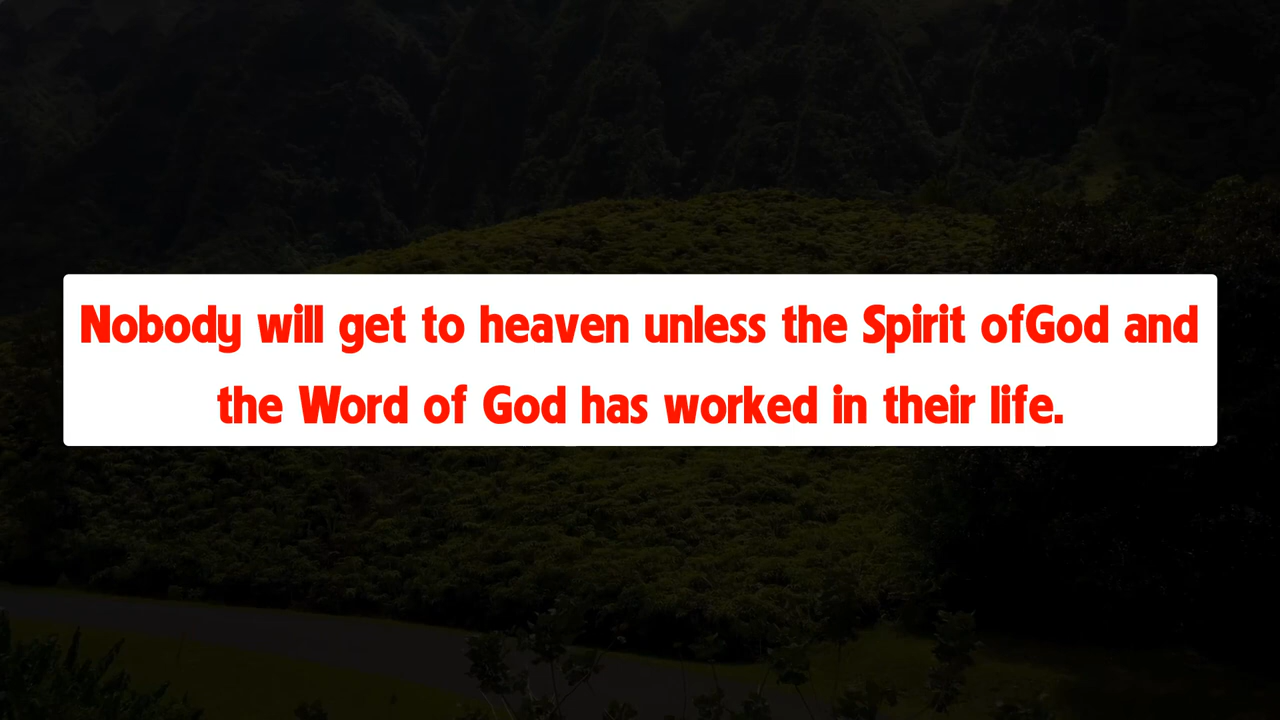 Nobody will get to heaven unless the Spirit ofGod and
the Word of God has worked in their life.